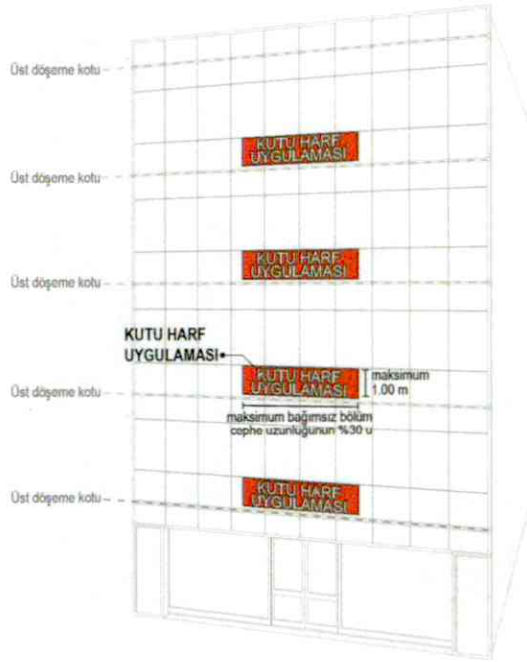 Üst döşeme kotu
KUTU HARF
UYGULAMASI
Üst döşeme kotu
KUTU HARF
UYGULAMASI
Üst döşeme kotu
KUTU HARF
UYGULAMASI
KUTU HARF
UYGULAMASI
maksimum
1.00 m
Üst döşeme kotu
maksimum bağımsız bölüm
cephe uzunluğunun %30 u
KUTU HARF
UYGULAMASI
Üst döşeme kotu